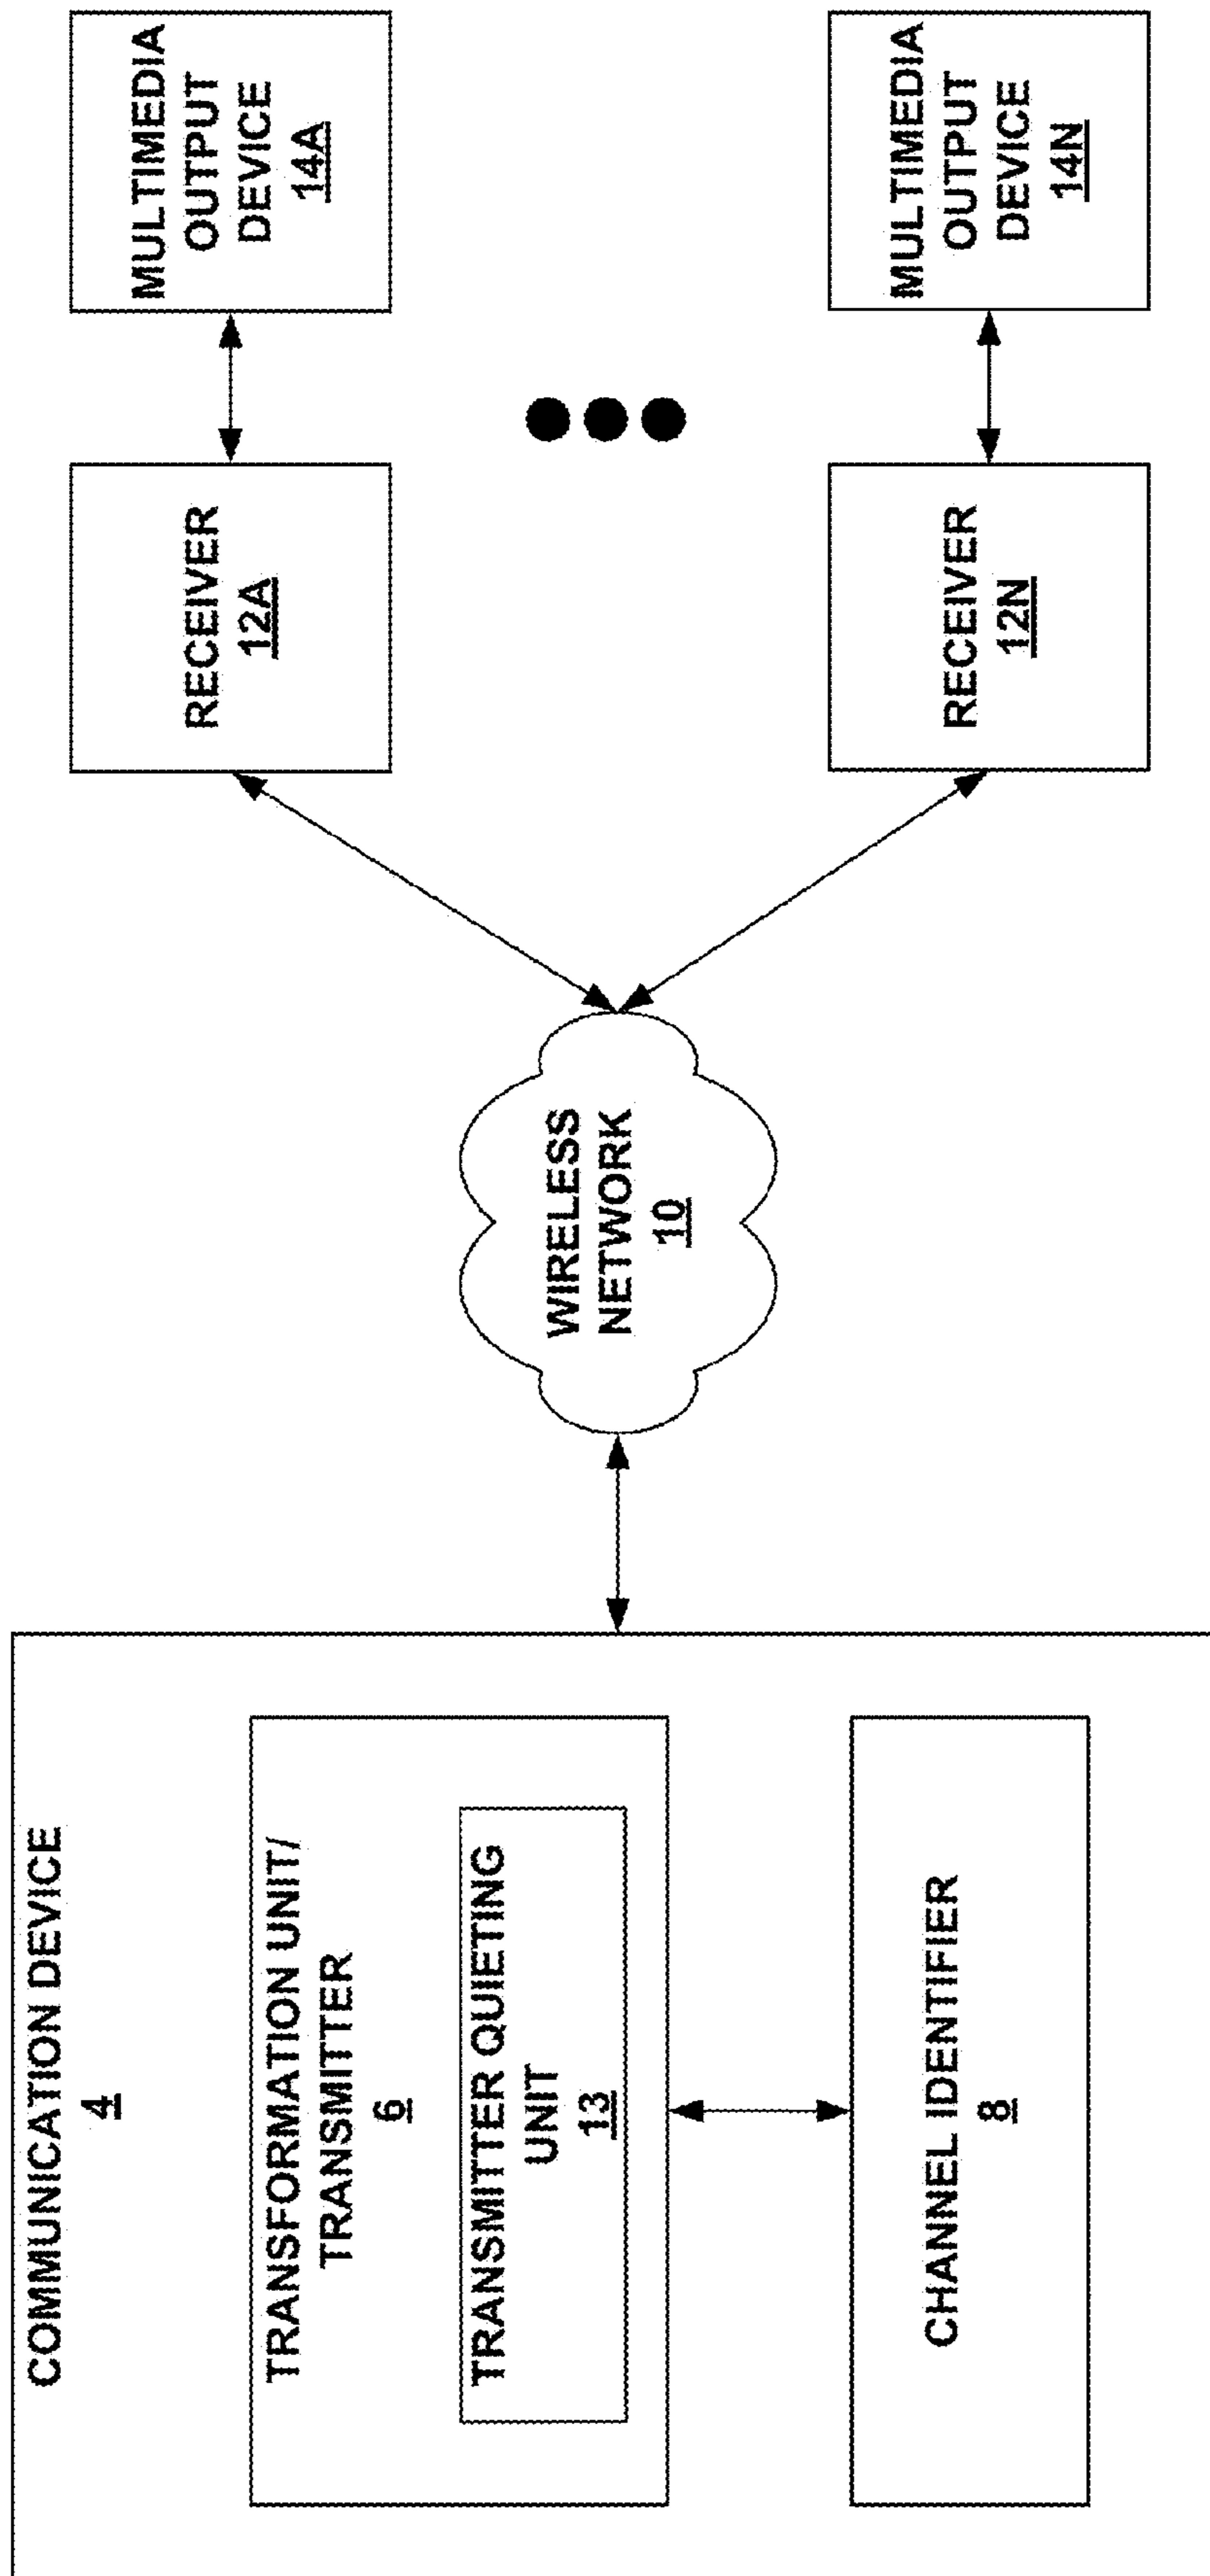 COMMUNICATION DEVICE
4
TRANSFORMATION UNIT/
TRANSMITTER
6
TRANSMITTER QUIETING
UNIT
13
CHANNEL IDENTIFIER
8
WIRELESS
NETWORK
10
RECEIVER
12A
MULTIMEDIA
OUTPUT
DEVICE
14A
RECEIVER
12N
MULTIMEDIA
OUTPUT
DEVICE
14N